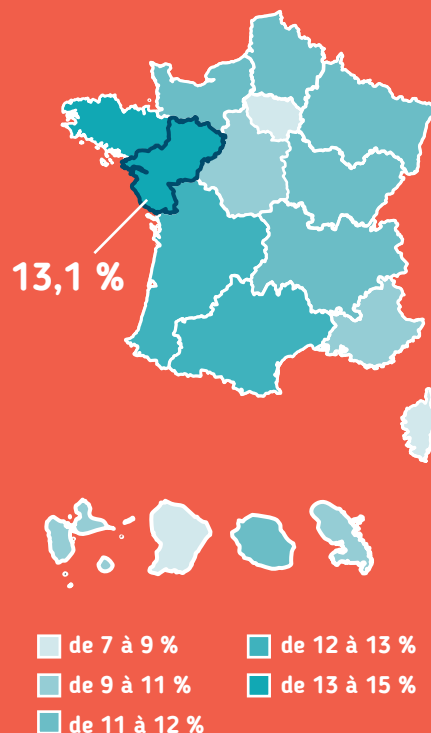 13,1 %
de 7 à 9 %
de 9 à 11 %
de 11 à 12 %
de 12 à 13 %
de 13 à 15 %